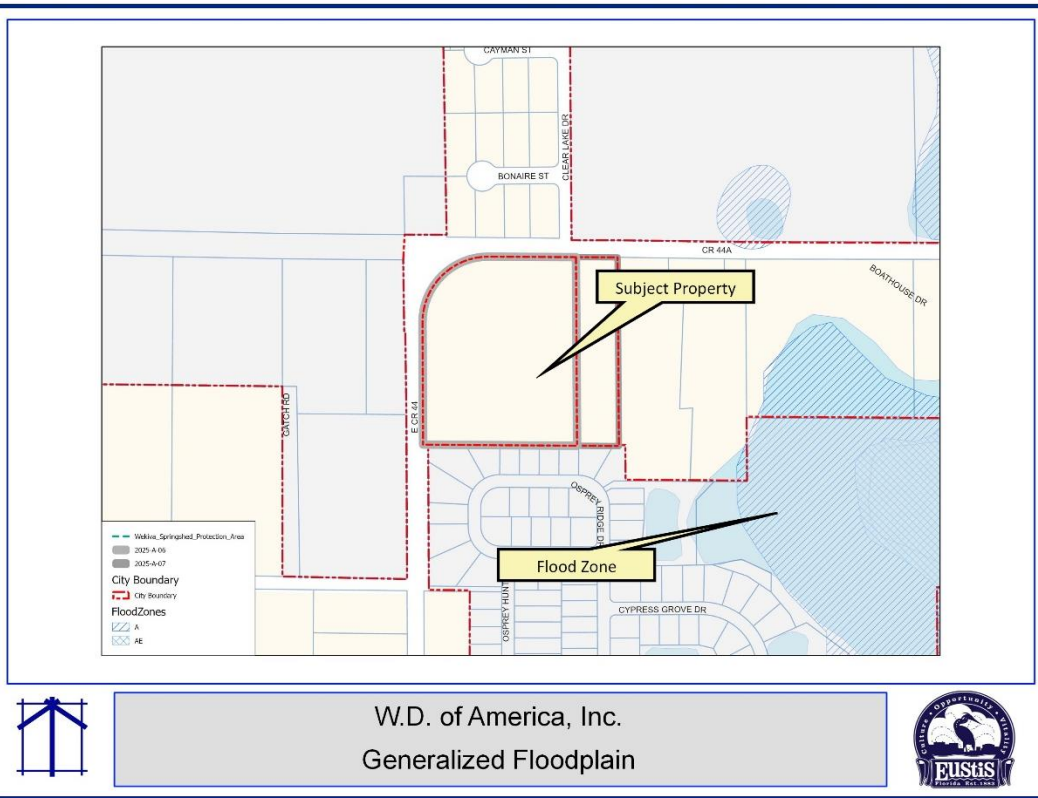 CAYMAN ST
CLEAR LAKE DR
BONAIRE ST
CR 44A
BOATHOUSE DR
Subject Property
E CR 44
CATCH RD
OSPREY RIDGE DR
Flood Zone
OSPREY HUNT
CYPRESS GROVE DR
Wekiva_Springshed_Protection_Area
2025-A-06
2025-A-07
City Boundary
City Boundary
FloodZones
A
AE
W.D. of America, Inc.
Generalized Floodplain
Culture • Opportunity • Vitality
EUSTIS
Florida Est. 1883